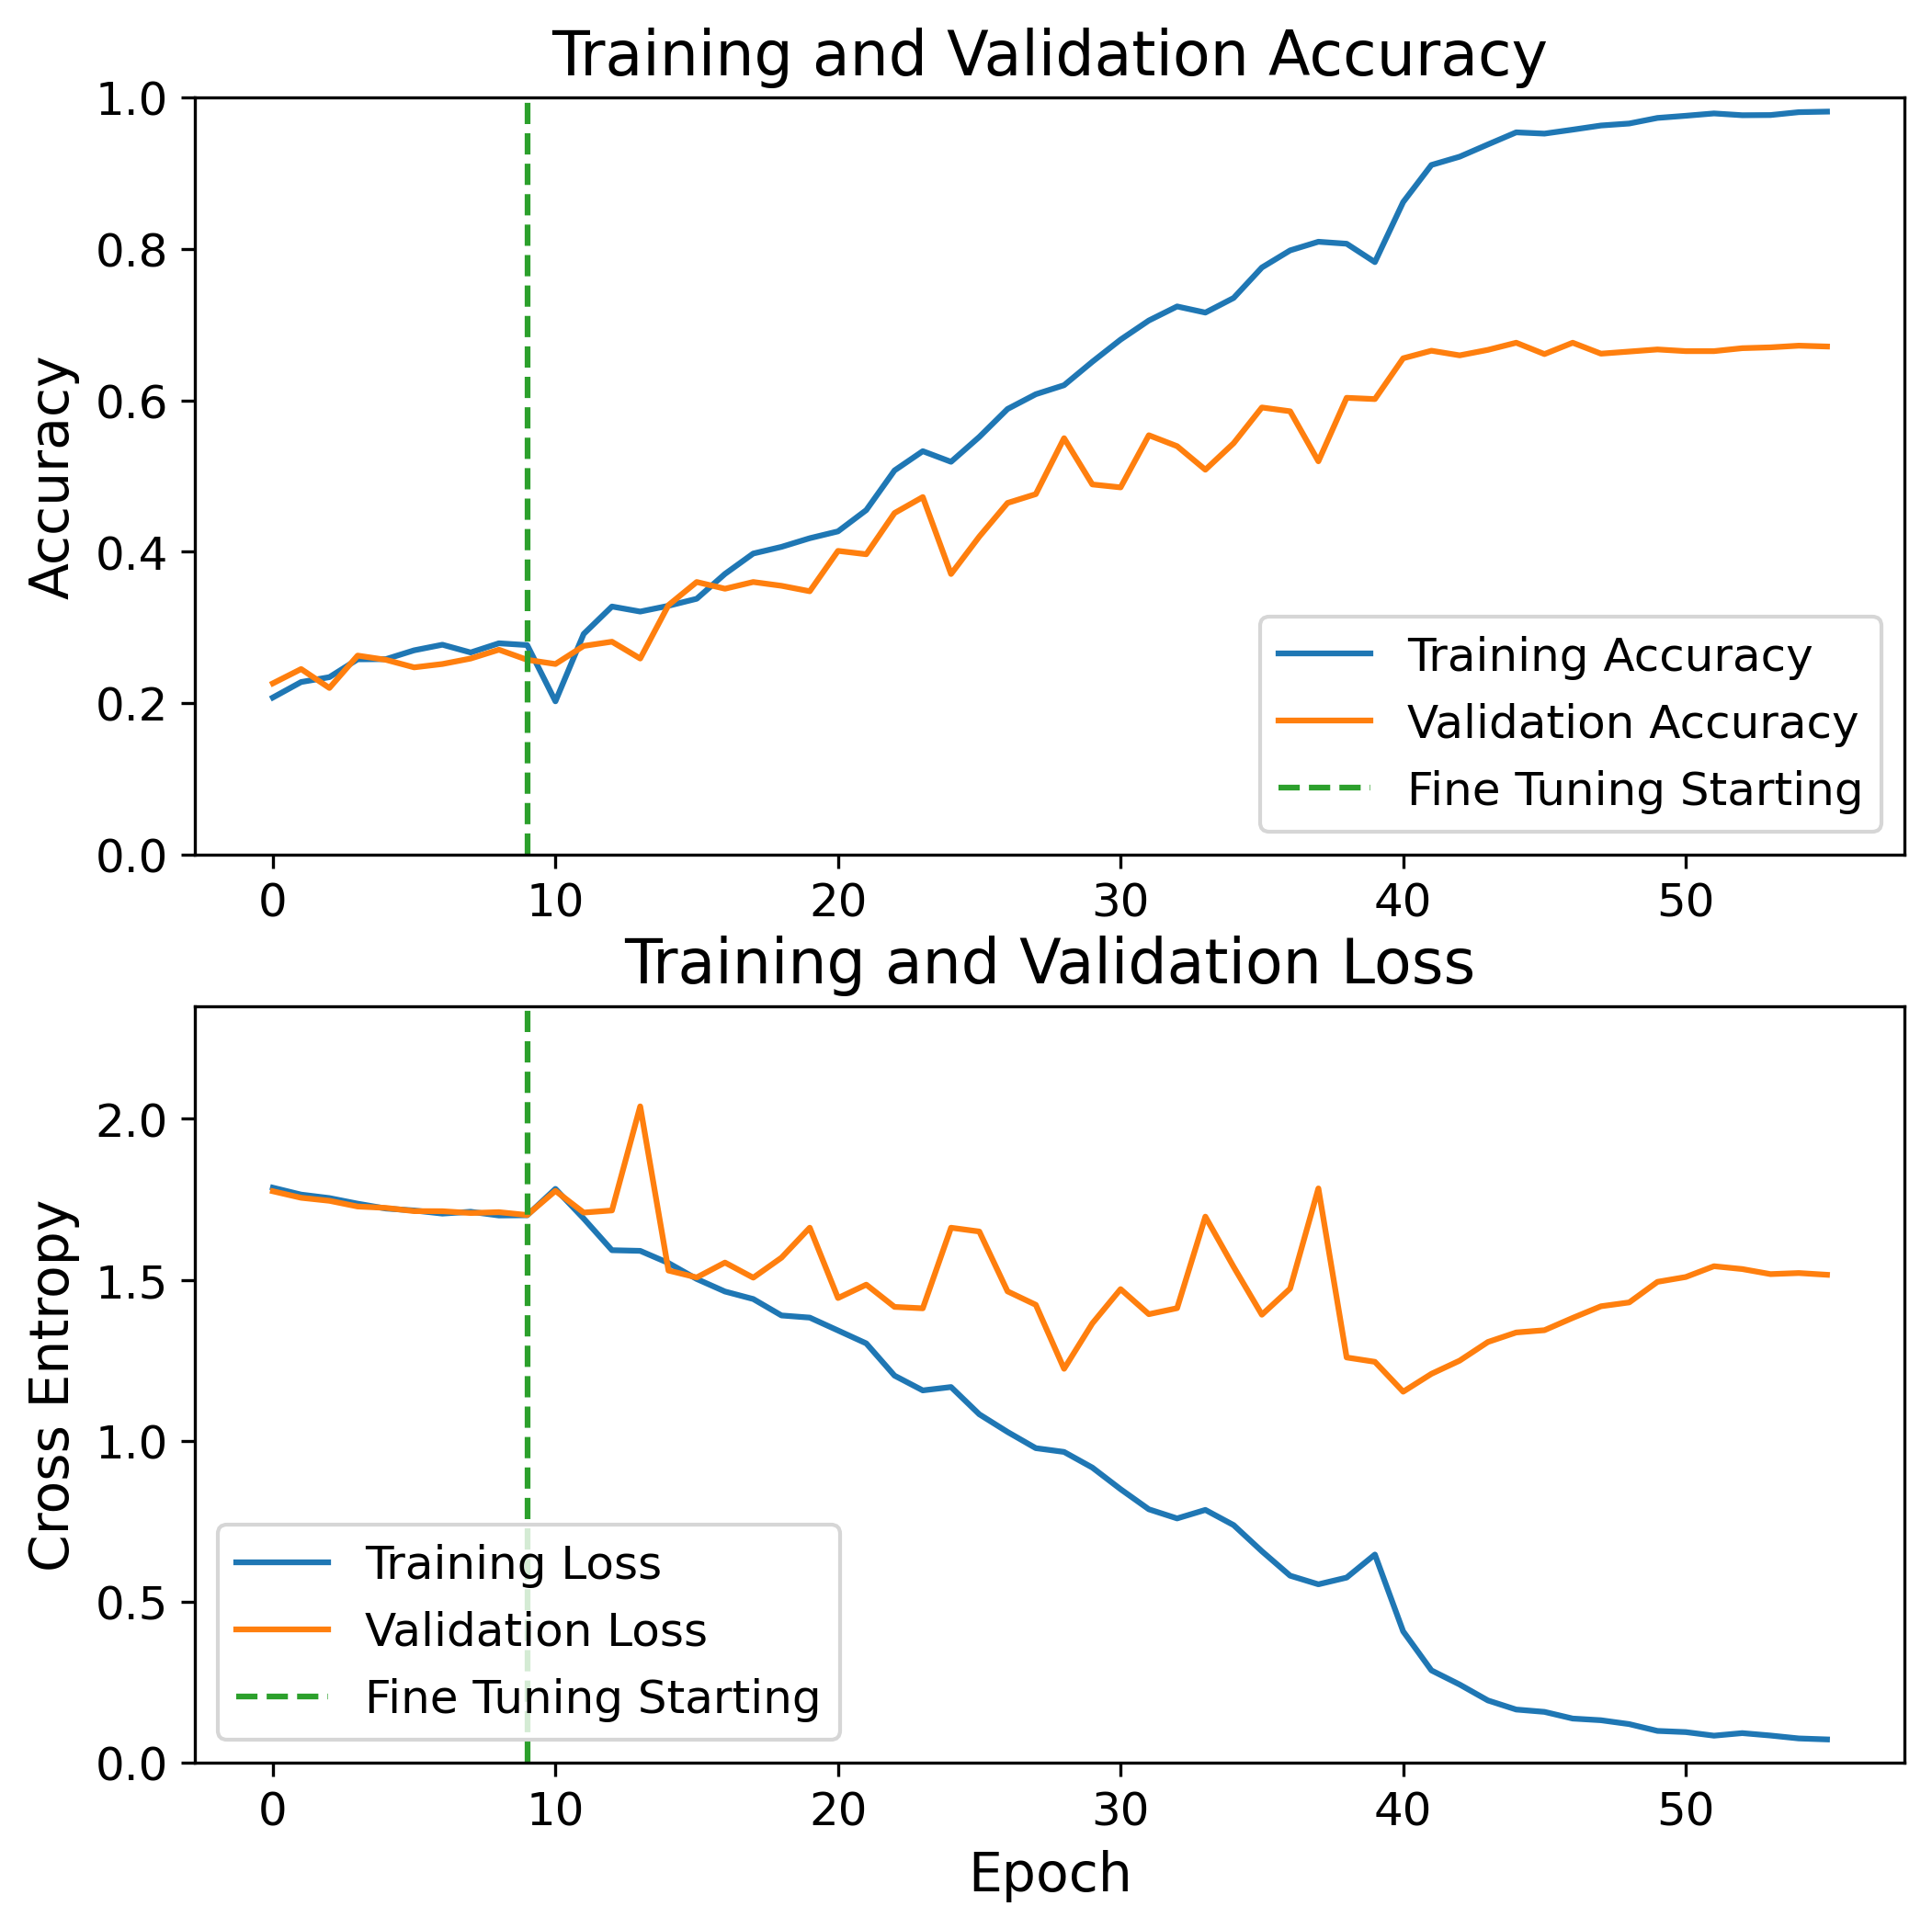 Training and Validation Accuracy
Accuracy
1.0
0.8
0.6
0.4
0.2
0.0
Training Accuracy
Validation Accuracy
Fine Tuning Starting
0 10 20 30 40 50
Training and Validation Loss
Cross Entropy
2.0
1.5
1.0
0.5
0.0
Training Loss
Validation Loss
Fine Tuning Starting
0 10 20 30 40 50
Epoch